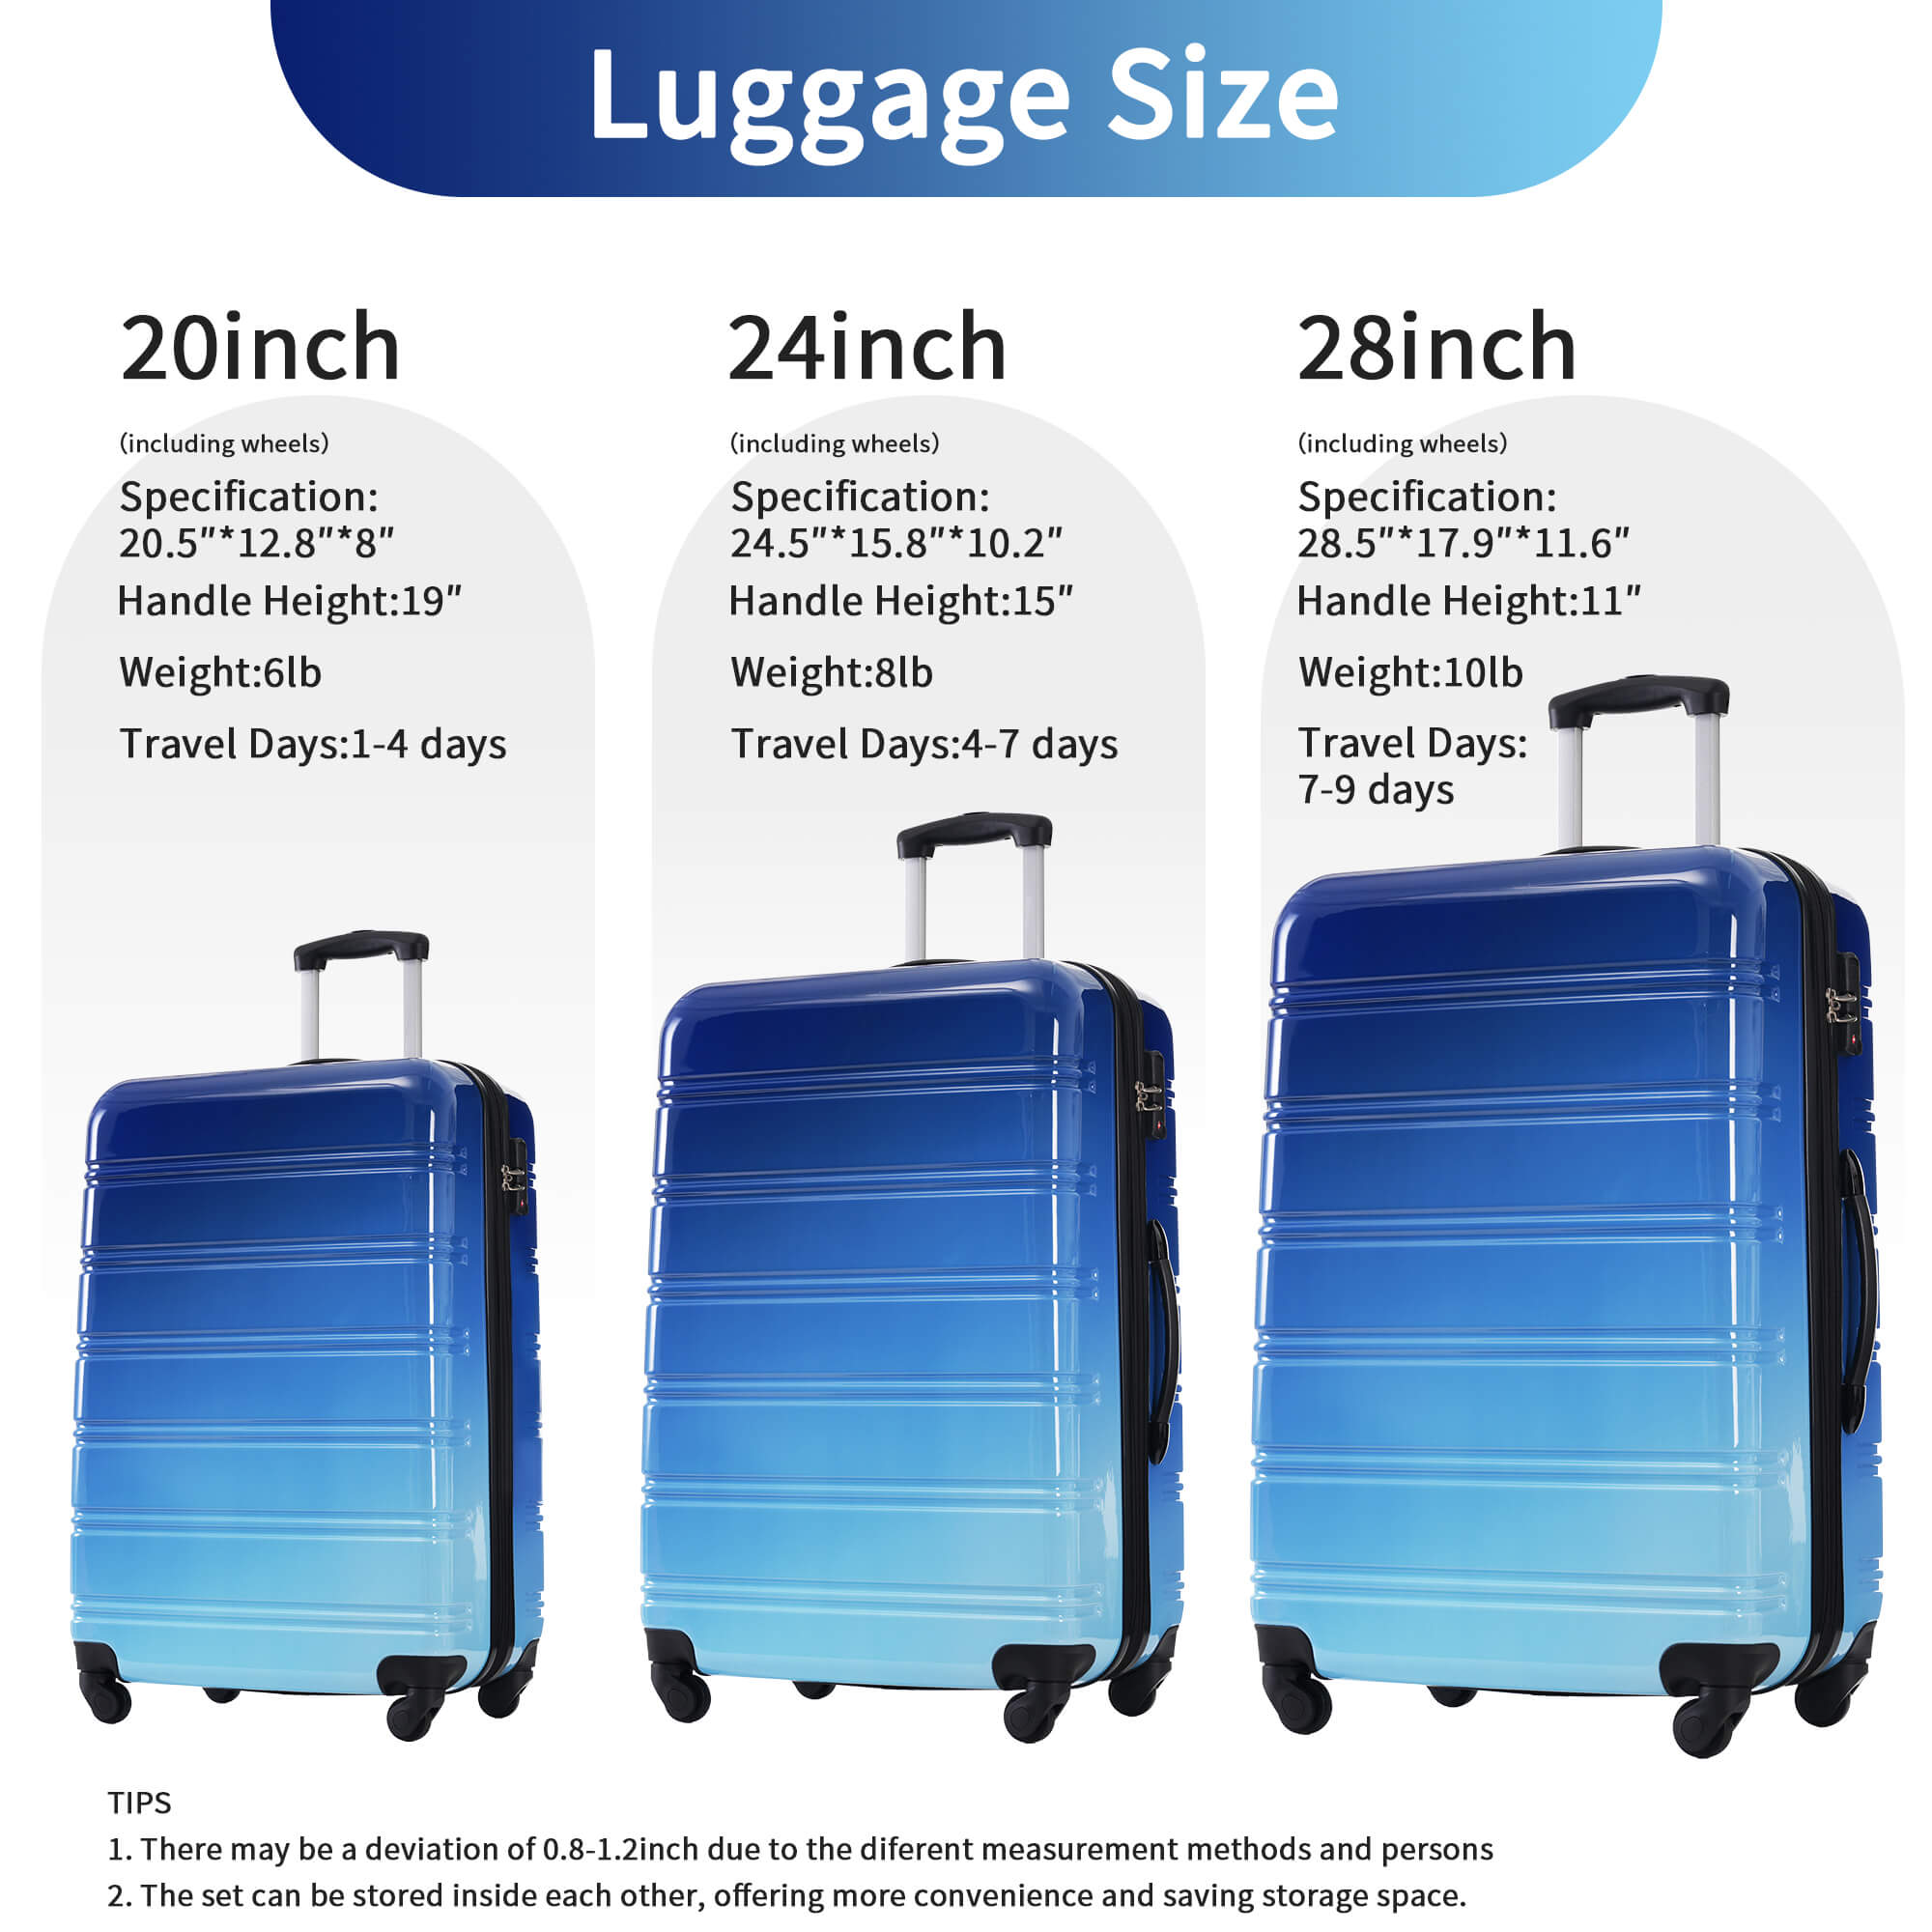 Luggage Size
20inch
(including wheels)
Specification:
20.5"*12.8"*8"
Handle Height:19"
Weight:6lb
Travel Days:1-4 days
24inch
(including wheels)
Specification:
24.5"*15.8"*10.2"
Handle Height:15"
Weight:8lb
Travel Days:4-7 days
28inch
(including wheels)
Specification:
28.5"*17.9"*11.6"
Handle Height:11"
Weight:10lb
Travel Days:
7-9 days
TIPS
1. There may be a deviation of 0.8-1.2inch due to the diferent measurement methods and persons
2. The set can be stored inside each other, offering more convenience and saving storage space.